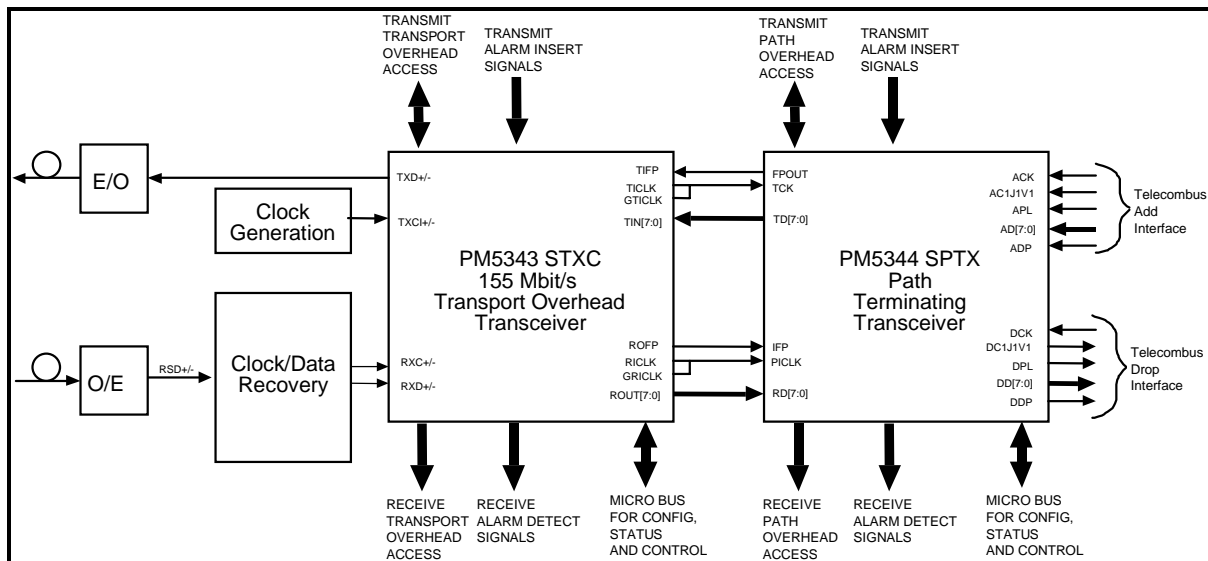 TRANSMIT
TRANSPORT
OVERHEAD
ACCESS
TRANSMIT
ALARM INSERT
SIGNALS
TRANSMIT
PATH
OVERHEAD
ACCESS
TRANSMIT
ALARM INSERT
SIGNALS
E/O
Clock
Generation
O/E
RSD+/-
Clock/Data
Recovery
TXD+/-
TXCI+/-
RXC+/-
RXD+/-
PM5343 STXC
155 Mbit/s
Transport Overhead
Transceiver
TIFP
TICLK
GTICLK
TIN[7:0]
ROFP
RICLK
GRICLK
ROUT[7:0]
FPOUT
TCK
TD[7:0]
IFP
PICLK
RD[7:0]
PM5344 SPTX
Path
Terminating
Transceiver
ACK
AC1J1V1
APL
AD[7:0]
ADP
Telecombus
Add
Interface
DCK
DC1J1V1
DPL
DD[7:0]
DDP
Telecombus
Drop
Interface
RECEIVE
TRANSPORT
OVERHEAD
ACCESS
RECEIVE
ALARM DETECT
SIGNALS
MICRO BUS
FOR CONFIG,
STATUS
AND CONTROL
RECEIVE
PATH
OVERHEAD
ACCESS
RECEIVE
ALARM DETECT
SIGNALS
MICRO BUS
FOR CONFIG,
STATUS
AND CONTROL